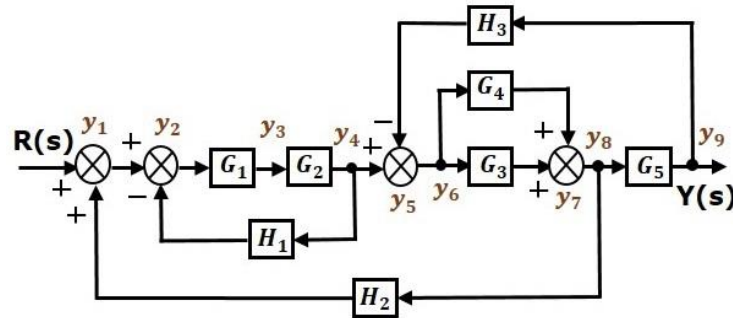 H₃
G₄
y₁ y₂ y₃ y₄ y₈ y₉
R(s) + + − + G₁ G₂ + − G₃ + + G₅
+ − y₅ y₆ y₇ Y(s)
H₁
H₂